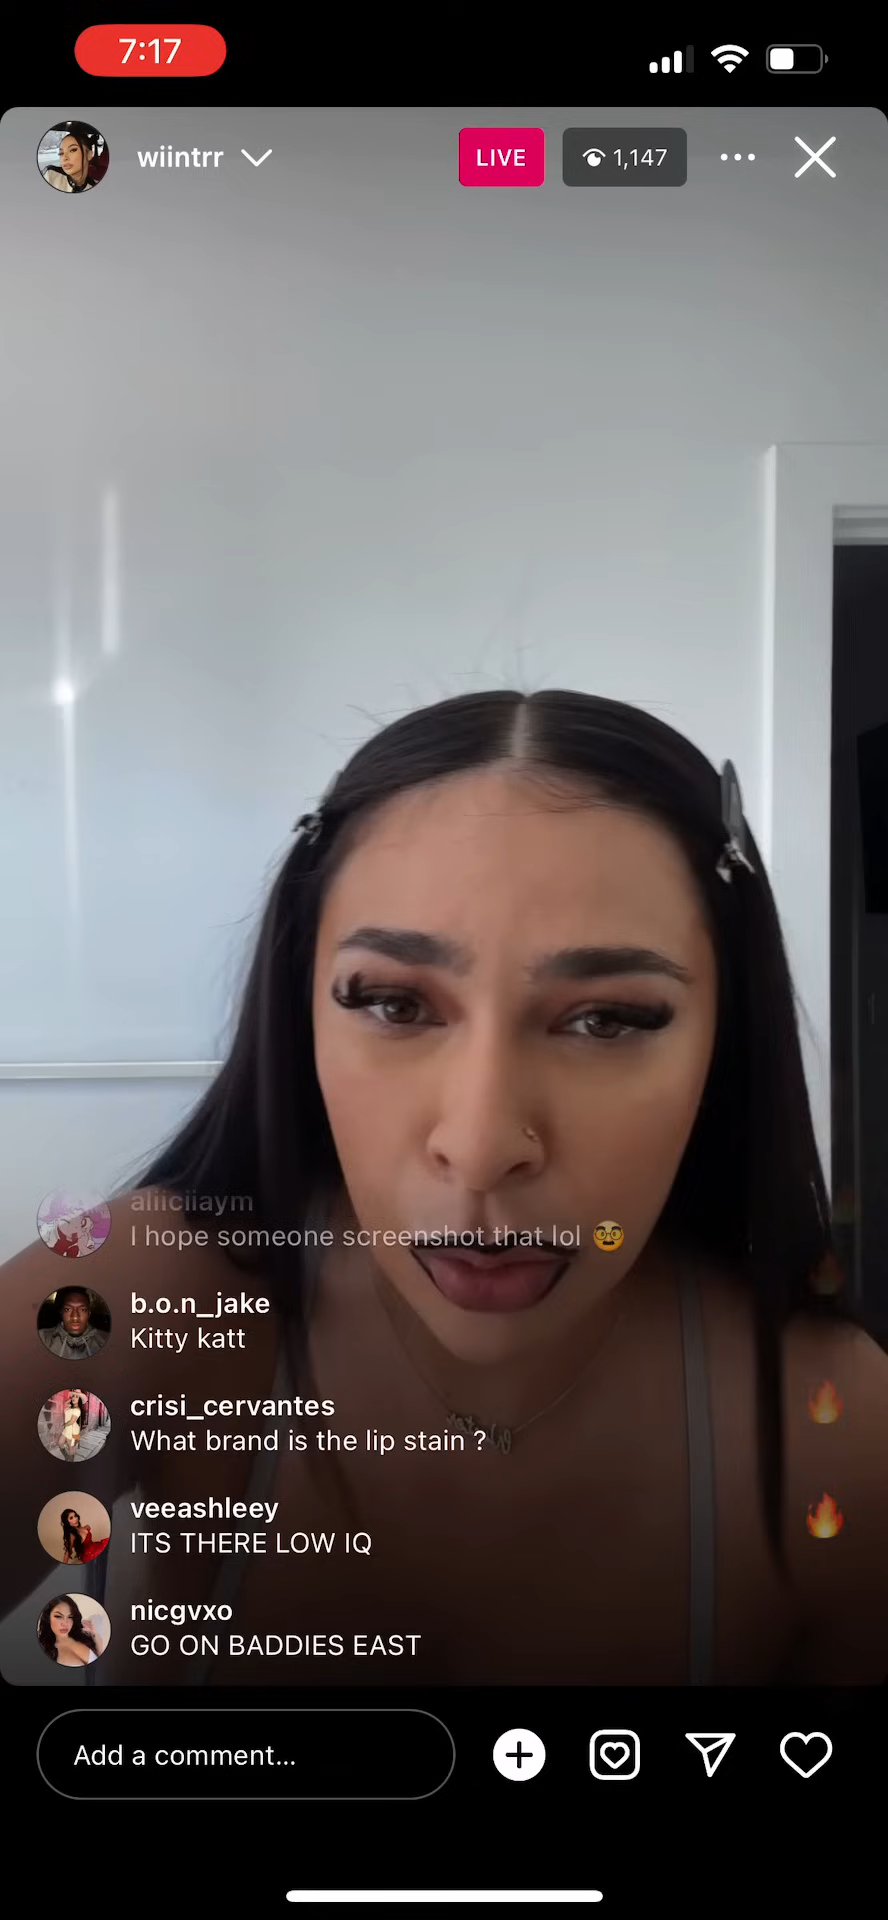 7:17
wiintrr
LIVE
1,147
aliiciiaym
I hope someone screenshot that lol 🥸
b.o.n_jake
Kitty katt
crisi_cervantes
What brand is the lip stain ?
veeashleey
ITS THERE LOW IQ
nicgvxo
GO ON BADDIES EAST
Add a comment...